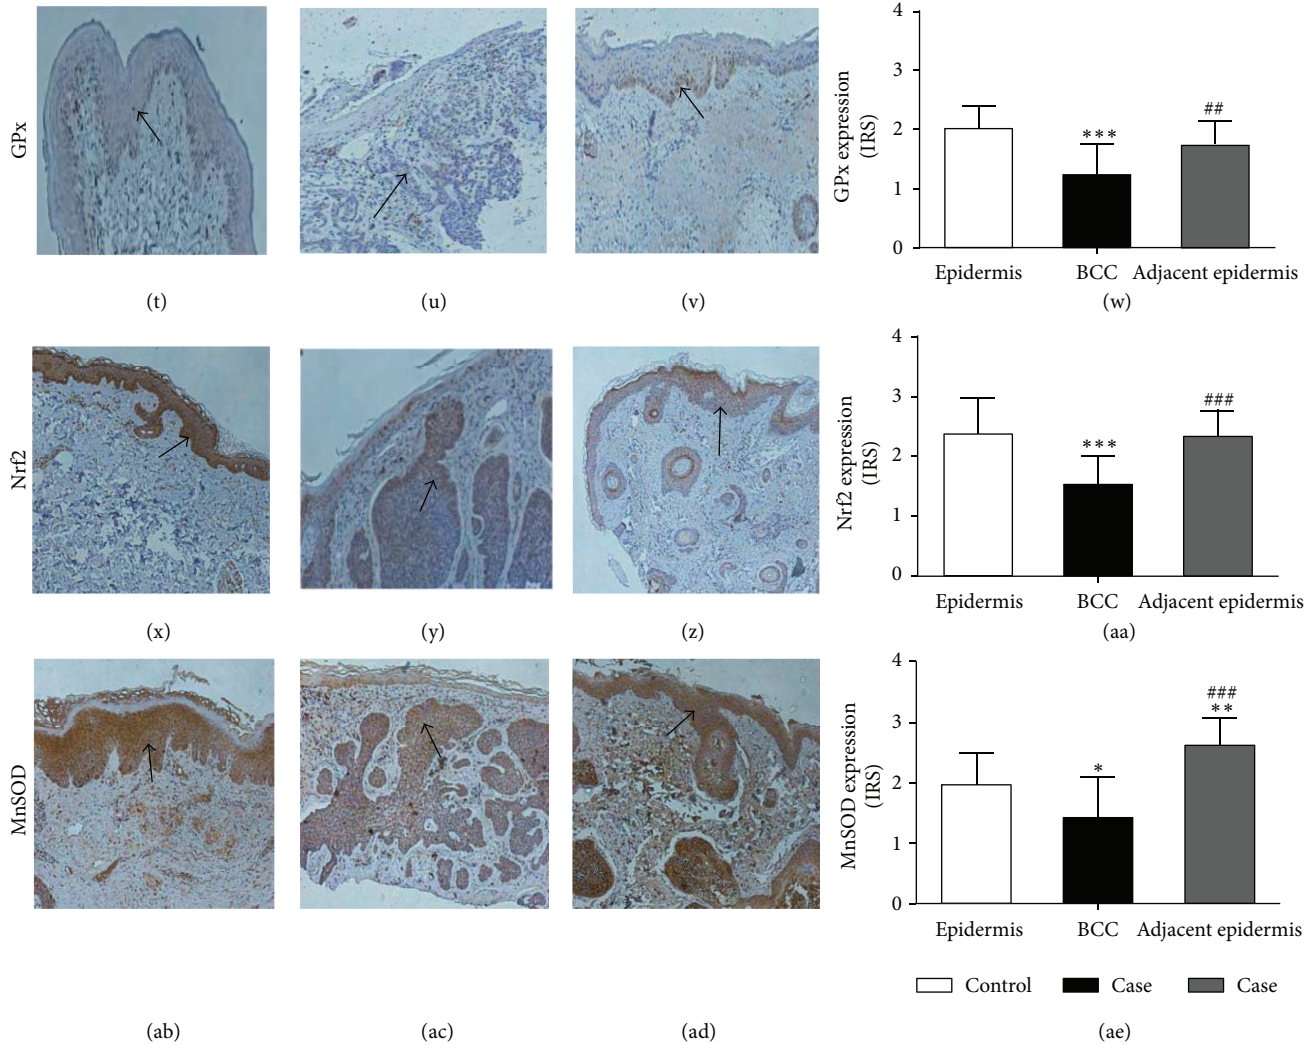 GPx
(t)
(u)
(v)
GPx expression
(IRS)
4
3
2
1
0
***
##
Epidermis
BCC
Adjacent epidermis
(w)
Nrf2
(x)
(y)
(z)
Nrf2 expression
(IRS)
4
3
2
1
0
***
###
Epidermis
BCC
Adjacent epidermis
(aa)
MnSOD
MnSOD expression
(IRS)
4
3
2
1
0
*
###
**
Epidermis
BCC
Adjacent epidermis
Control
Case
Case
(ab)
(ac)
(ad)
(ae)